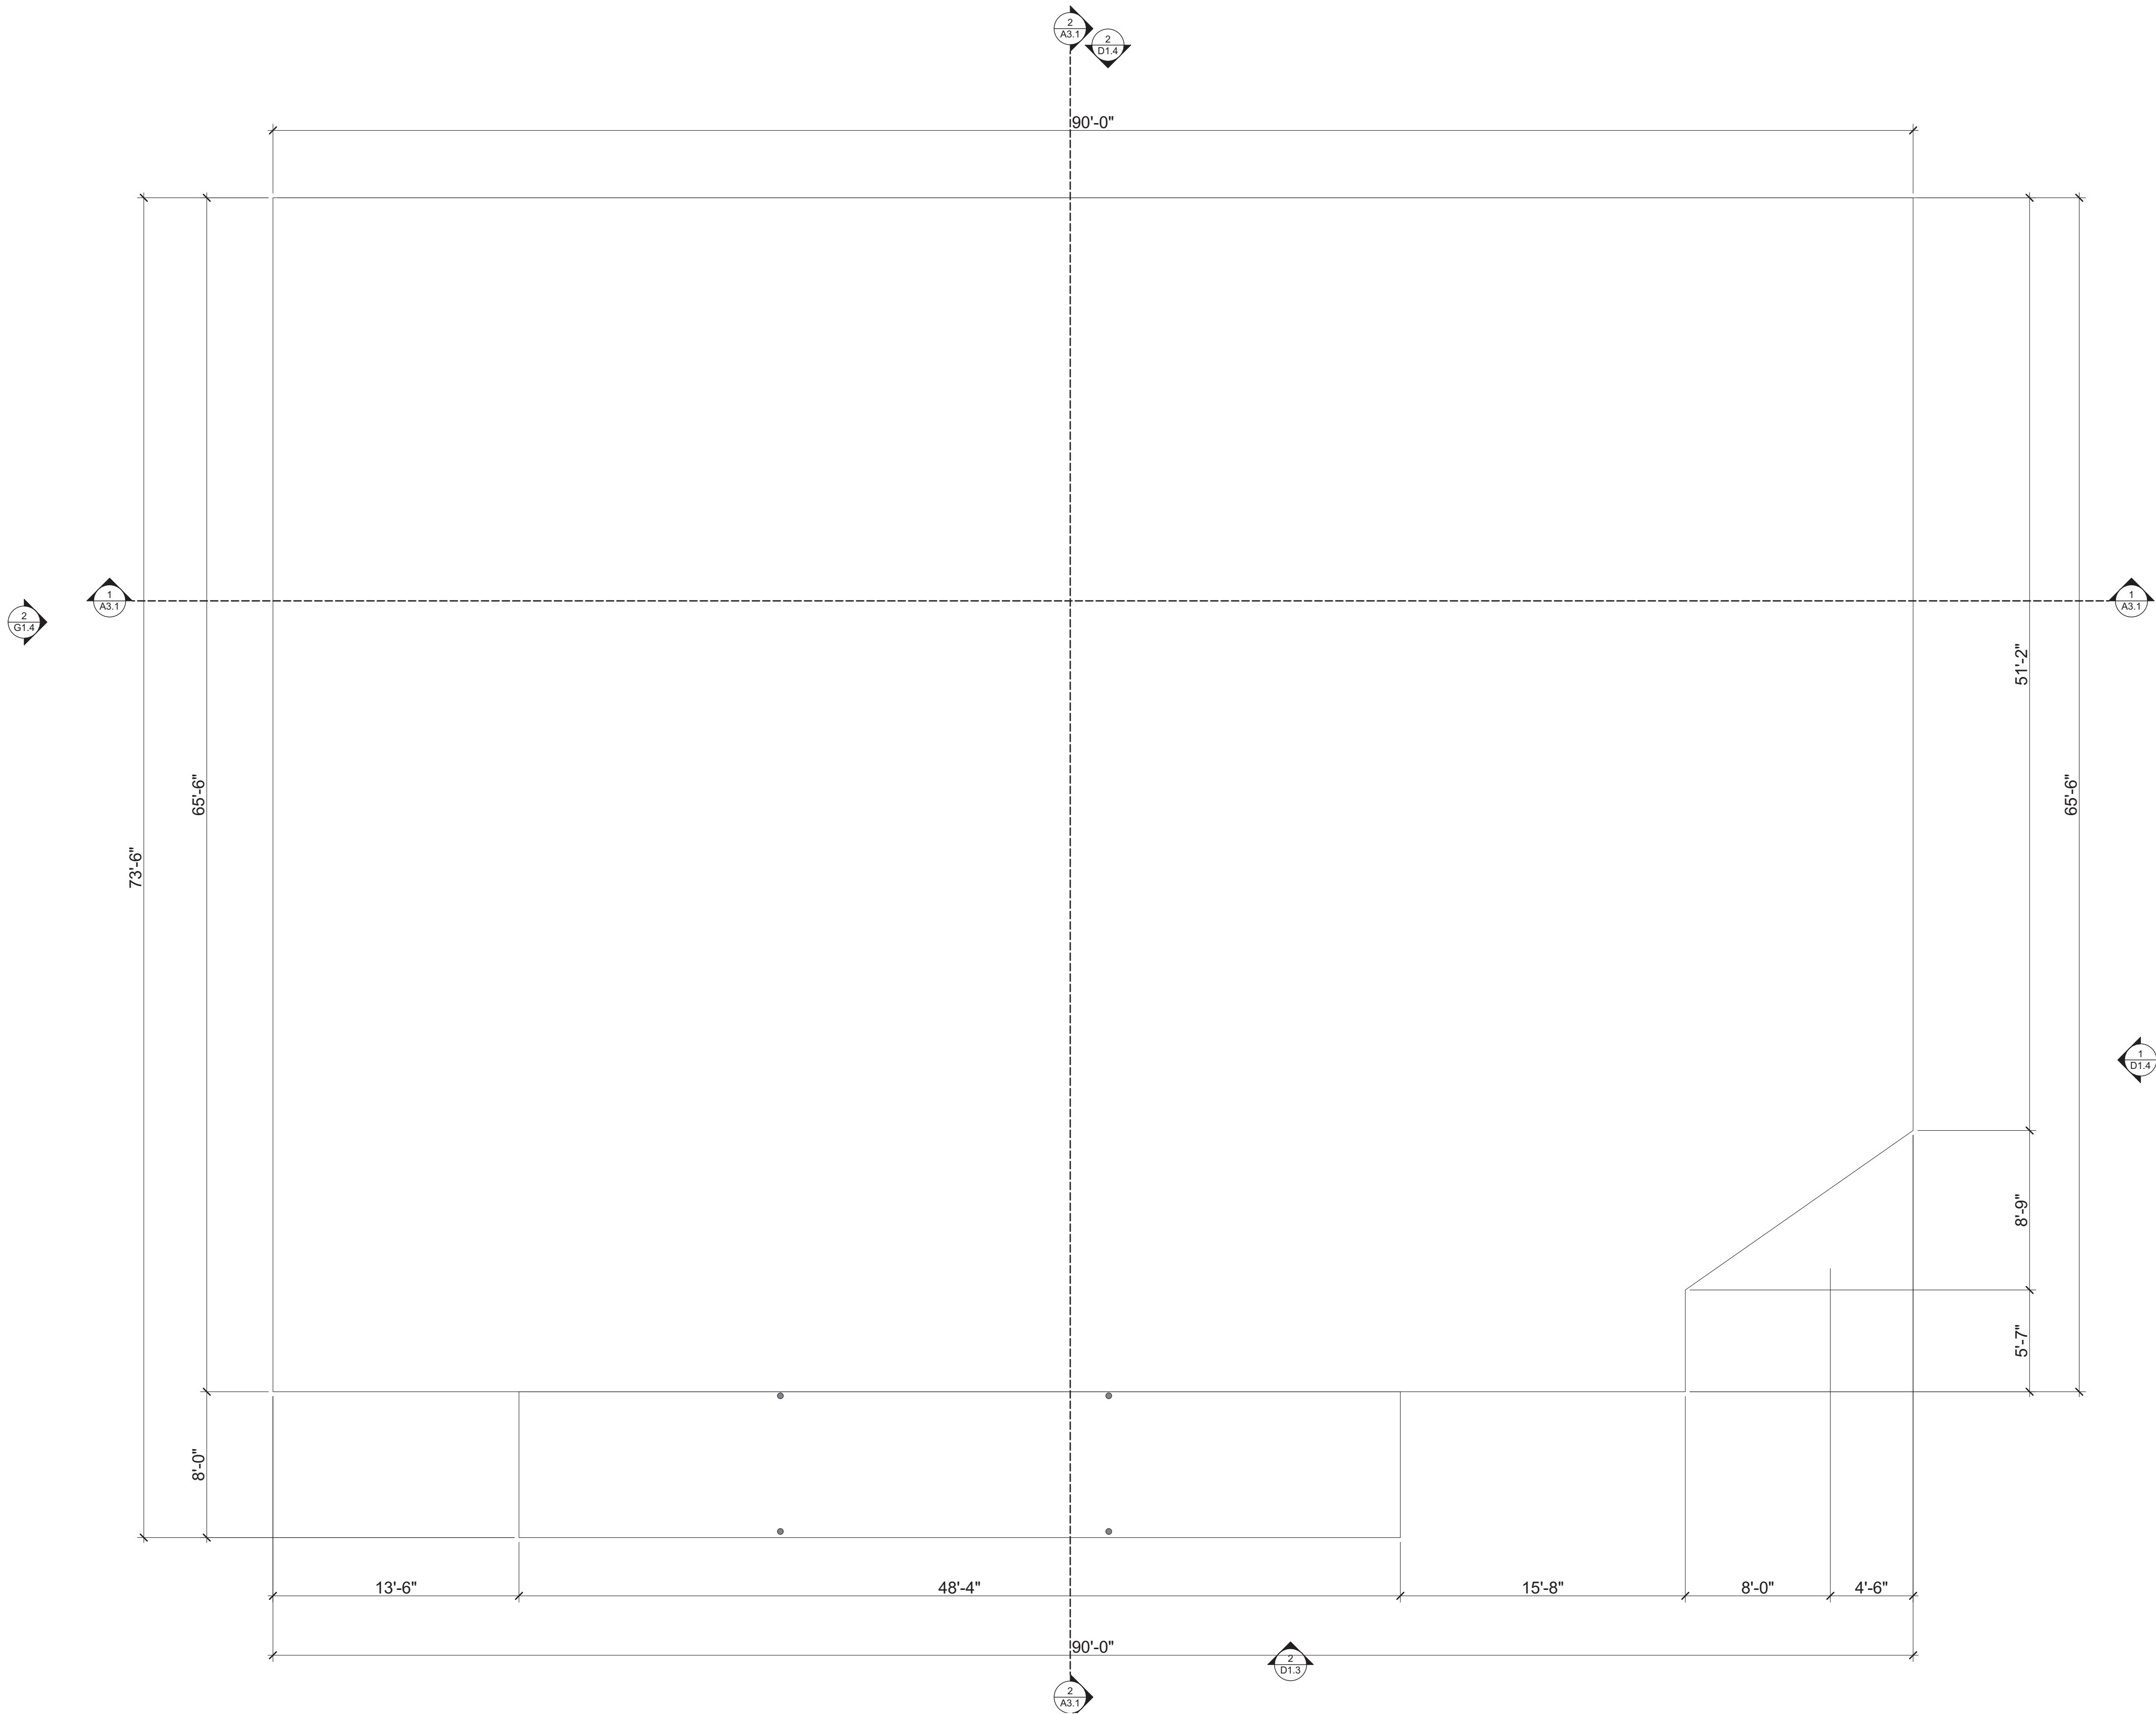 2
A3.1
2
D1.4
90'-0"
1
A3.1
2
G1.4
1
A3.1
51'-2"
65'-6"
65'-6"
73'-6"
1
D1.4
8'-9"
5'-7"
8'-0"
13'-6"
48'-4"
15'-8"
8'-0"
4'-6"
90'-0"
2
D1.3
2
A3.1